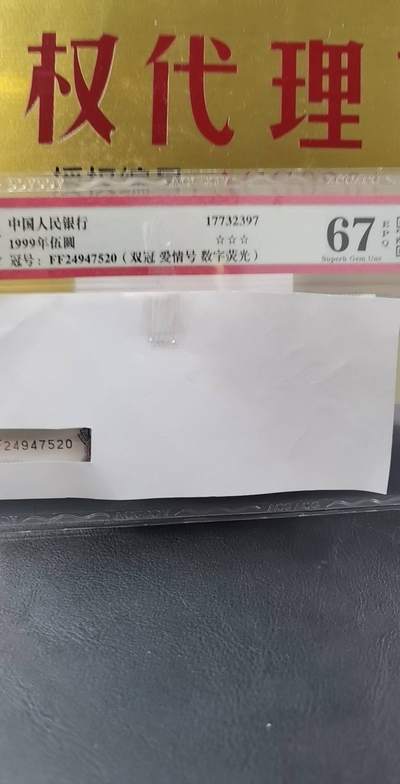 权代理
中国人民银行 17732397
1999年伍圆 ☆☆☆
冠号: FF24947520 (双冠 爱情号 数字荧光)
67 EPQ
Superb Gem Unc
F24947520